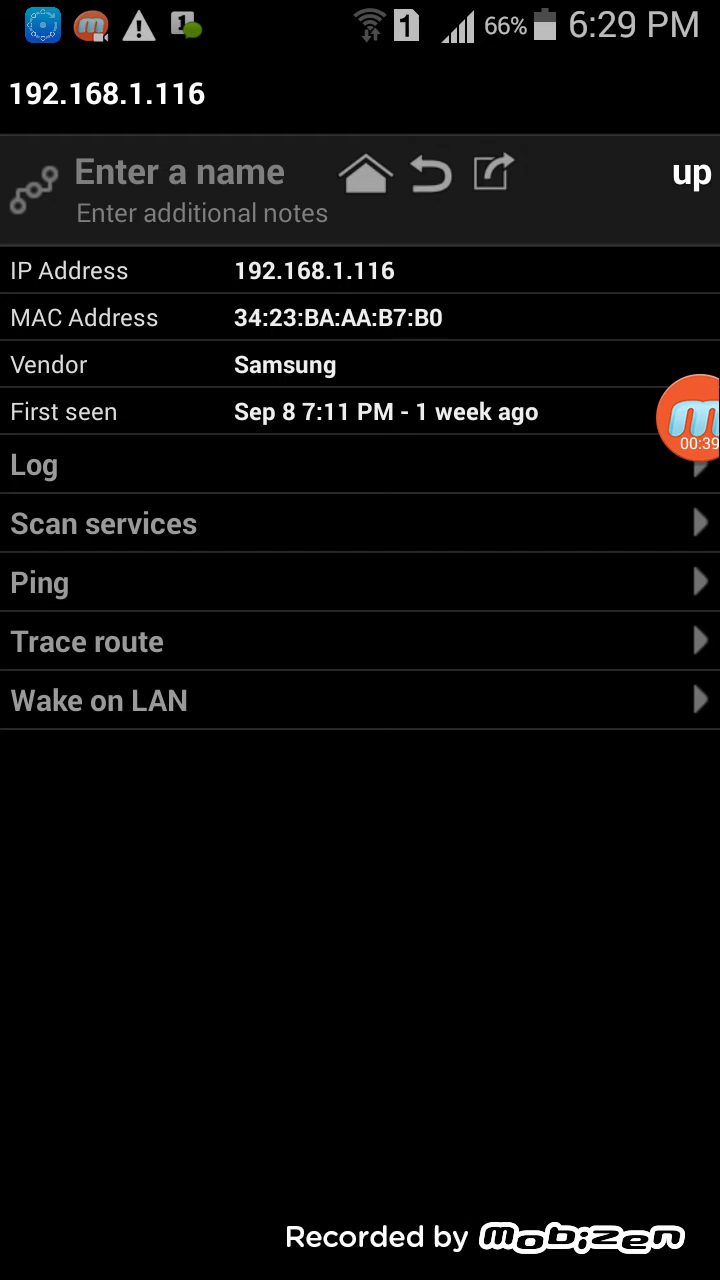 1 66% 6:29 PM
192.168.1.116
Enter a name up
Enter additional notes
IP Address 192.168.1.116
MAC Address 34:23:BA:AA:B7:B0
Vendor Samsung
First seen Sep 8 7:11 PM - 1 week ago
m
00:39
Log
Scan services
Ping
Trace route
Wake on LAN
Recorded by mobizen